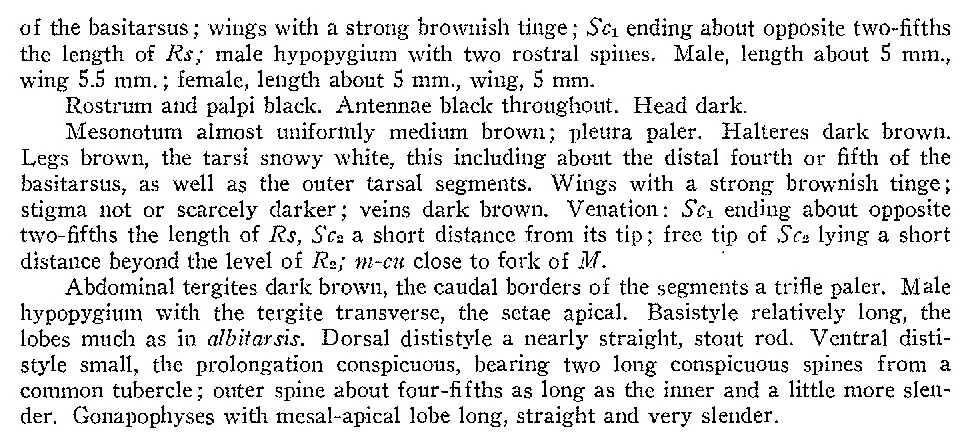 of the basitarsus; wings with a strong brownish tinge; Sc₁ ending about opposite two-fifths
the length of Rs; male hypopygium with two rostral spines. Male, length about 5 mm.,
wing 5.5 mm.; female, length about 5 mm., wing, 5 mm.
Rostrum and palpi black. Antennae black throughout. Head dark.
Mesonotum almost uniformly medium brown; pleura paler. Halteres dark brown.
Legs brown, the tarsi snowy white, this including about the distal fourth or fifth of the
basitarsus, as well as the outer tarsal segments. Wings with a strong brownish tinge;
stigma not or scarcely darker; veins dark brown. Venation: Sc₁ ending about opposite
two-fifths the length of Rs, Sc₂ a short distance from its tip; free tip of Sc₂ lying a short
distance beyond the level of R₂; m-cu close to fork of M.
Abdominal tergites dark brown, the caudal borders of the segments a trifle paler. Male
hypopygium with the tergite transverse, the setae apical. Basistyle relatively long, the
lobes much as in albitarsis. Dorsal dististyle a nearly straight, stout rod. Ventral disti-
style small, the prolongation conspicuous, bearing two long conspicuous spines from a
common tubercle; outer spine about four-fifths as long as the inner and a little more slen-
der. Gonapophyses with mesal-apical lobe long, straight and very slender.